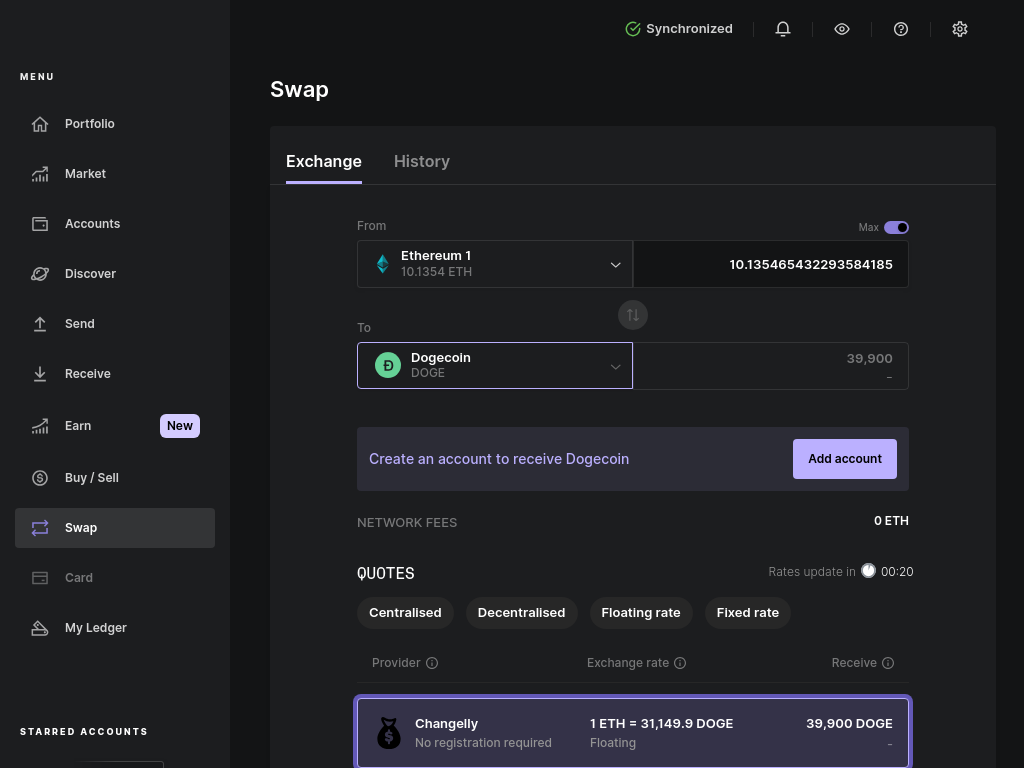 Synchronized
MENU
Portfolio
Market
Accounts
Discover
Send
Receive
Earn
New
Buy / Sell
Swap
Card
My Ledger
STARRED ACCOUNTS
Swap
Exchange
History
From
Max
Ethereum 1
10.1354 ETH
10.135465432293584185
To
Dogecoin
DOGE
39,900
–
Create an account to receive Dogecoin
Add account
NETWORK FEES
0 ETH
QUOTES
Rates update in 00:20
Centralised
Decentralised
Floating rate
Fixed rate
Provider
Exchange rate
Receive
Changelly
1 ETH = 31,149.9 DOGE
39,900 DOGE
No registration required
Floating
-